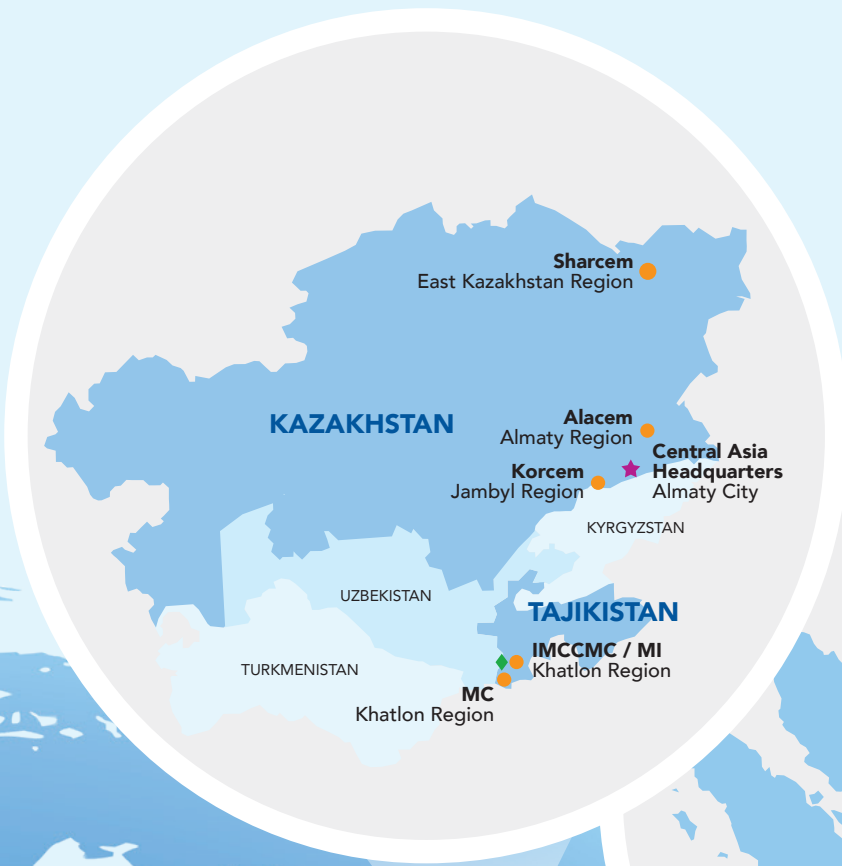 Sharcem
East Kazakhstan Region
KAZAKHSTAN
Alacem
Almaty Region
Central Asia
Headquarters
Almaty City
Korcem
Jambyl Region
KYRGYZSTAN
UZBEKISTAN
TAJIKISTAN
TURKMENISTAN
IMCCMC / MI
Khatlon Region
MC
Khatlon Region